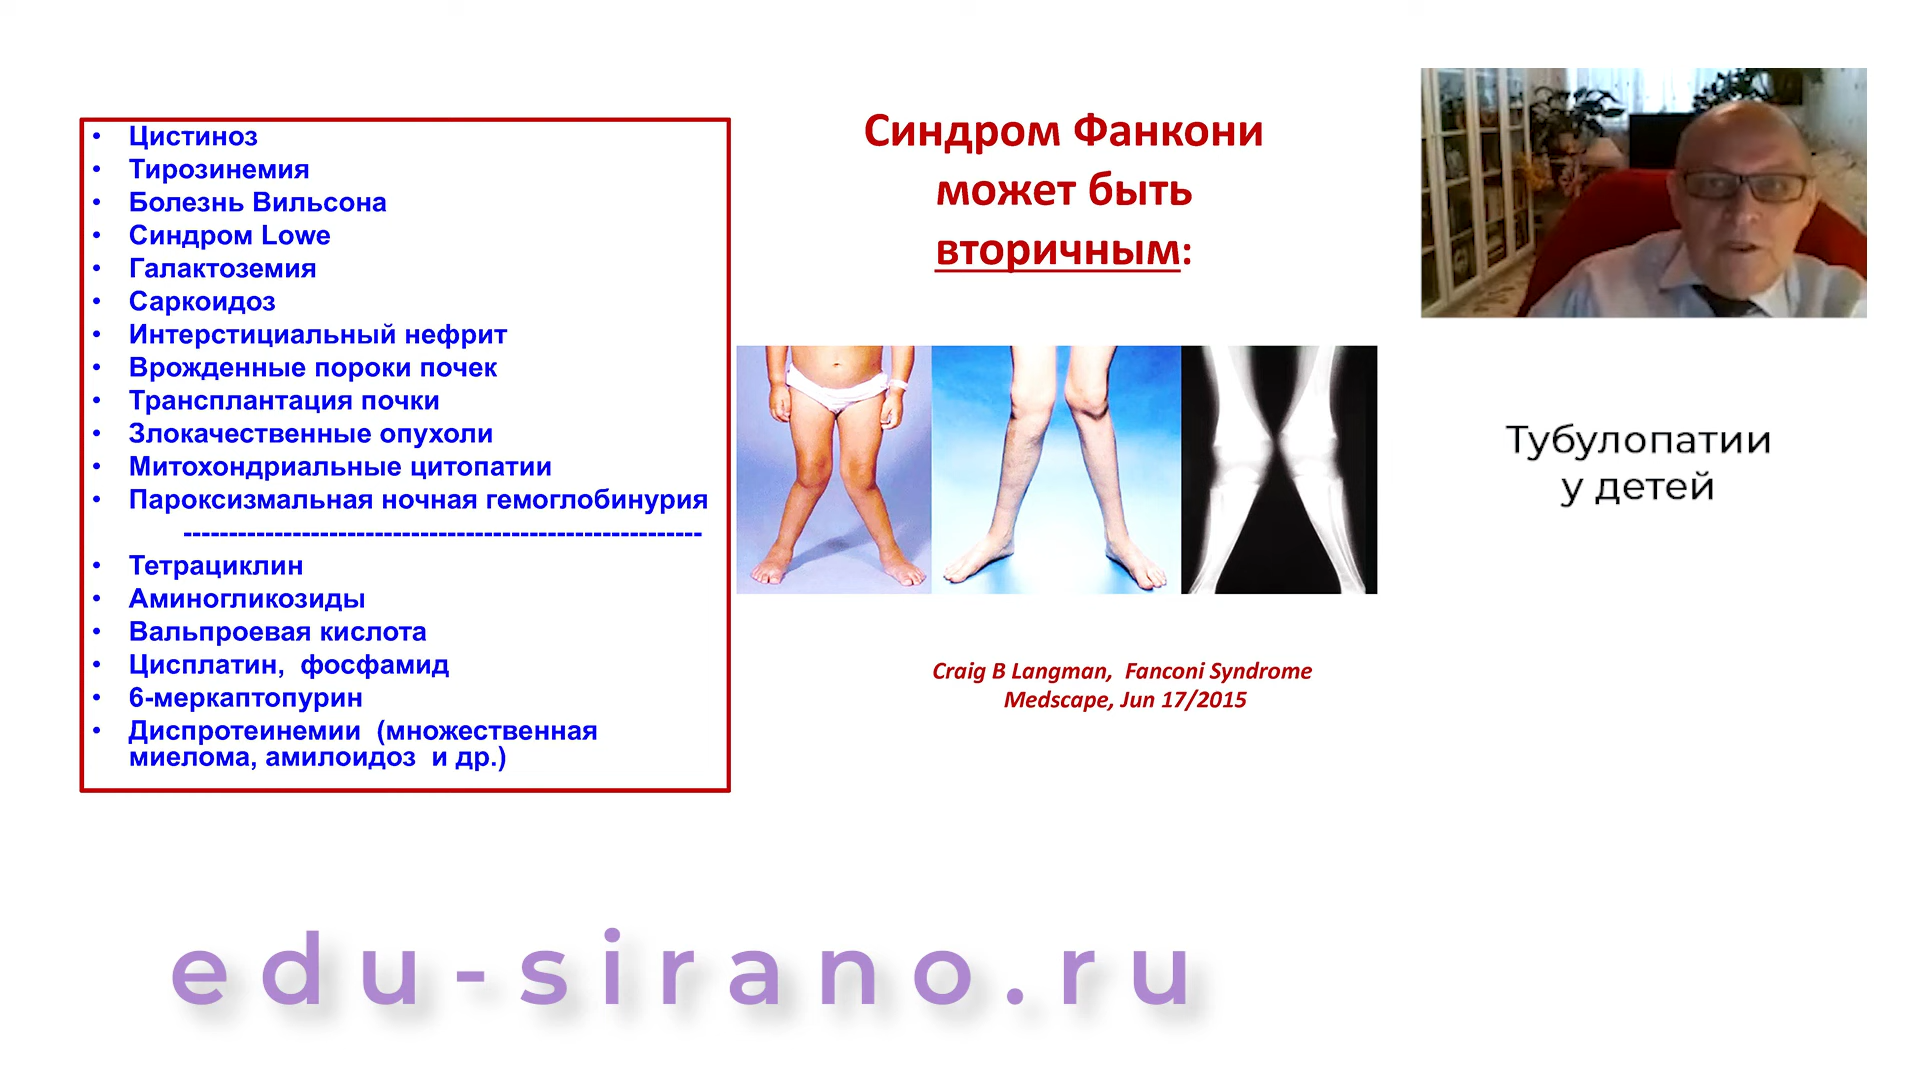 • Цистиноз
• Тирозинемия
• Болезнь Вильсона
• Синдром Lowe
• Галактоземия
• Саркоидоз
• Интерстициальный нефрит
• Врожденные пороки почек
• Трансплантация почки
• Злокачественные опухоли
• Митохондриальные цитопатии
• Пароксизмальная ночная гемоглобинурия
---------------------------------------------------------
• Тетрациклин
• Аминогликозиды
• Вальпроевая кислота
• Цисплатин, фосфамид
• 6-меркаптопурин
• Диспротеинемии (множественная
миелома, амилоидоз и др.)
Синдром Фанкони
может быть
вторичным:
Craig B Langman, Fanconi Syndrome
Medscape, Jun 17/2015
Тубулопатии
у детей
edu-sirano.ru